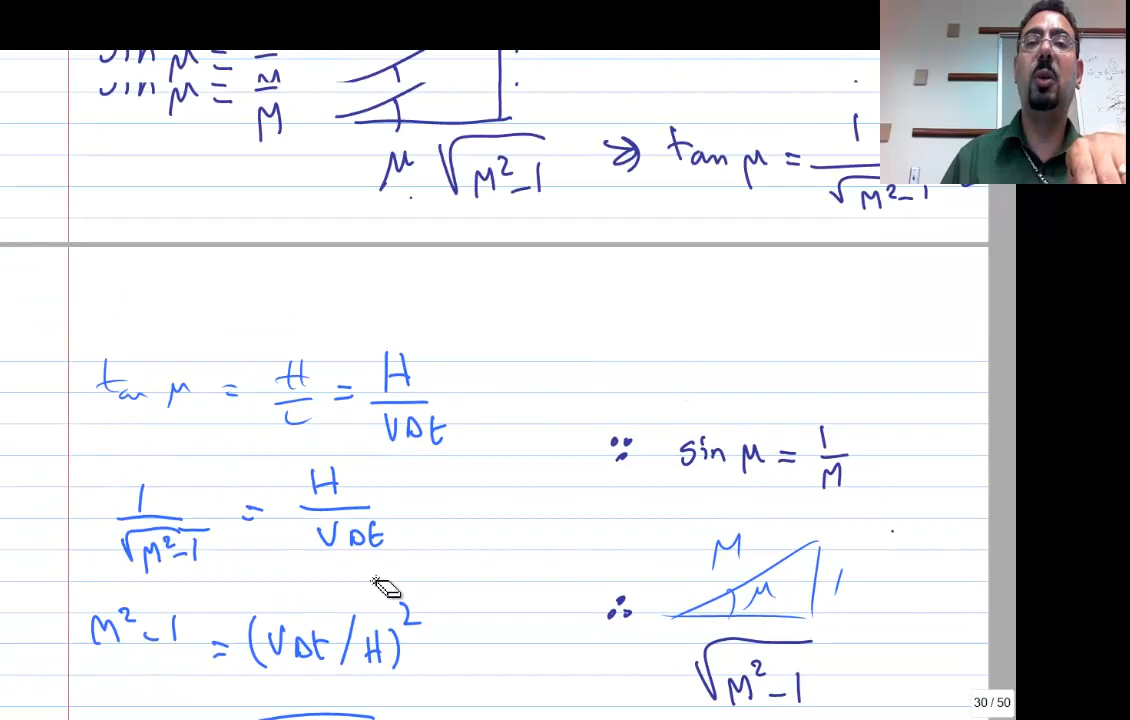 sin μ = 1/M
μ √M²-1 ⇒ tan μ = 1/√M²-1
tan μ = H/L = H/VΔt
∵ sin μ = 1/M
1/√M²-1 = H/VΔt
M μ 1
M²-1 = (VΔt/H)²
∴ √M²-1
30 / 50